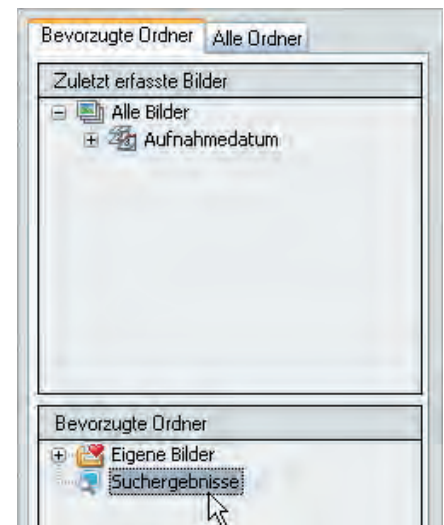 Bevorzugte Ordner Alle Ordner
Zuletzt erfasste Bilder
Alle Bilder
Aufnahmedatum
Bevorzugte Ordner
Eigene Bilder
Suchergebnisse